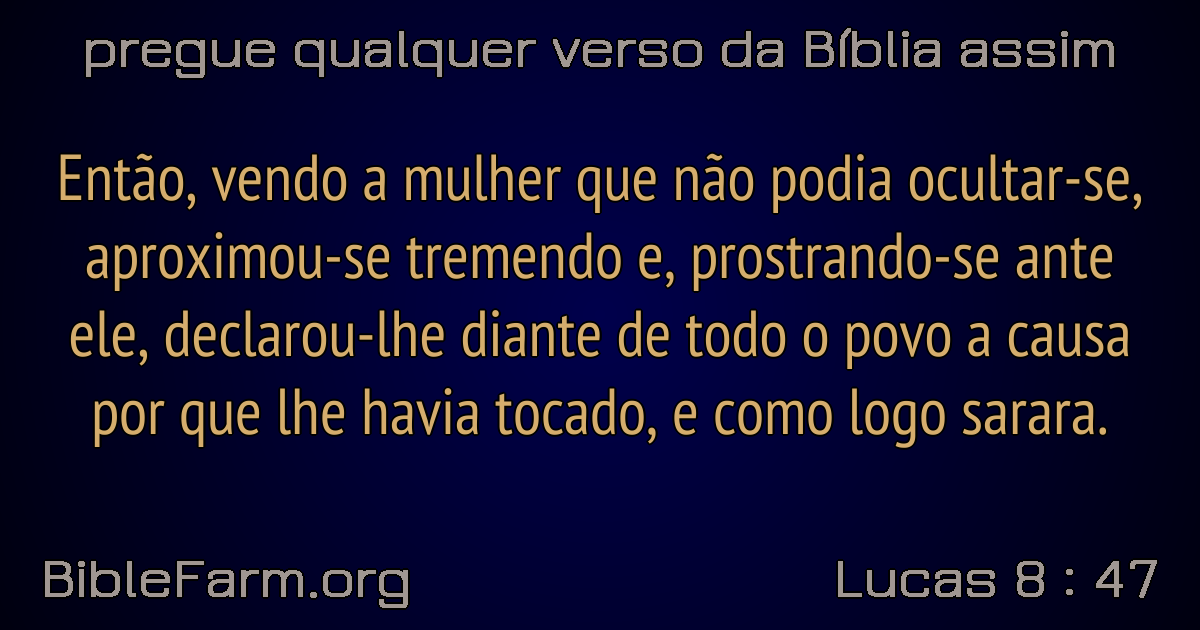 pregue qualquer verso da Bíblia assim
Então, vendo a mulher que não podia ocultar-se,
aproximou-se tremendo e, prostrando-se ante
ele, declarou-lhe diante de todo o povo a causa
por que lhe havia tocado, e como logo sarara.
BibleFarm.org
Lucas 8 : 47